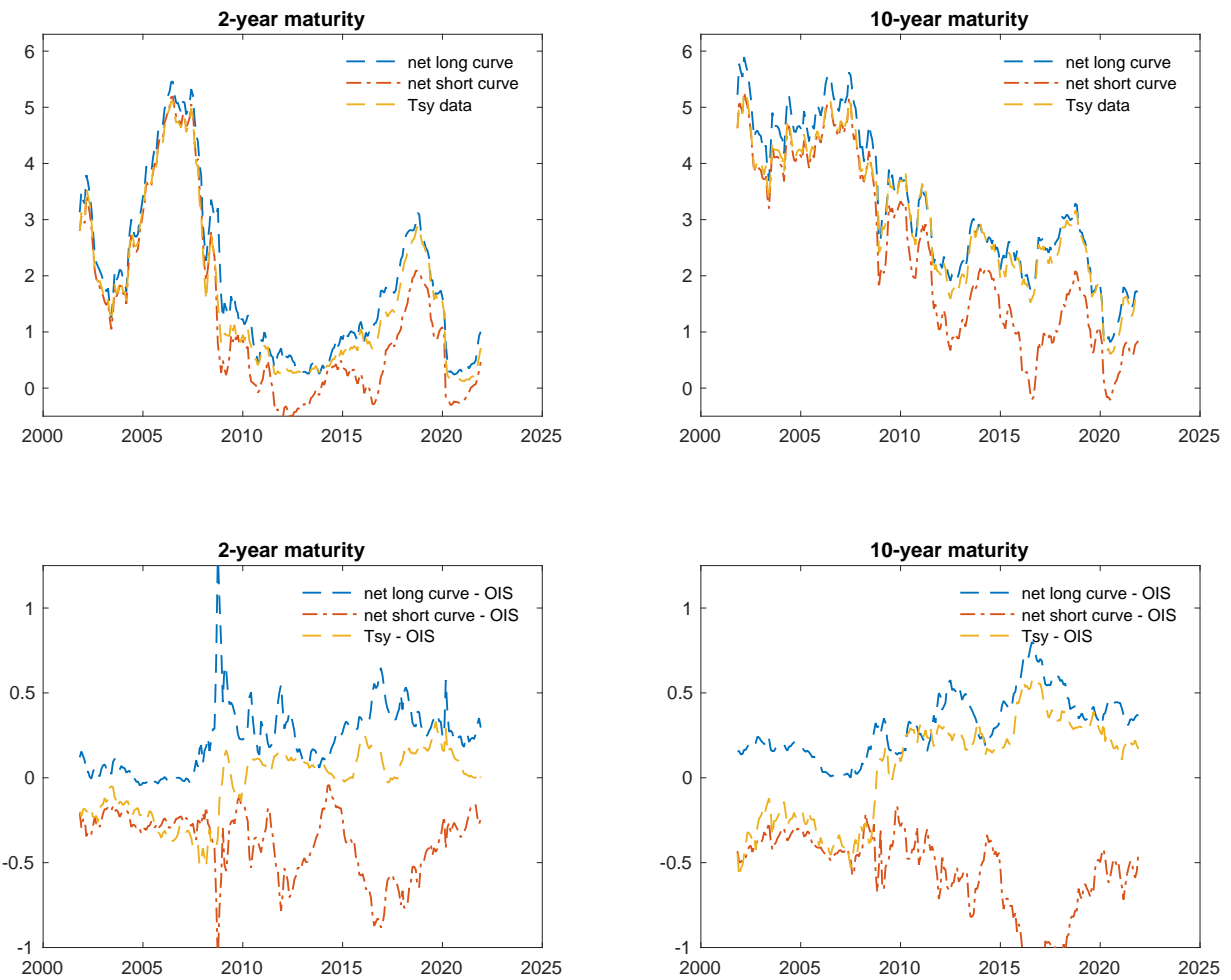 2-year maturity
6
5
4
3
2
1
0
net long curve
net short curve
Tsy data
2000 2005 2010 2015 2020 2025
10-year maturity
6
5
4
3
2
1
0
net long curve
net short curve
Tsy data
2000 2005 2010 2015 2020 2025
2-year maturity
1
0.5
0
-0.5
-1
net long curve - OIS
net short curve - OIS
Tsy - OIS
2000 2005 2010 2015 2020 2025
10-year maturity
1
0.5
0
-0.5
-1
net long curve - OIS
net short curve - OIS
Tsy - OIS
2000 2005 2010 2015 2020 2025